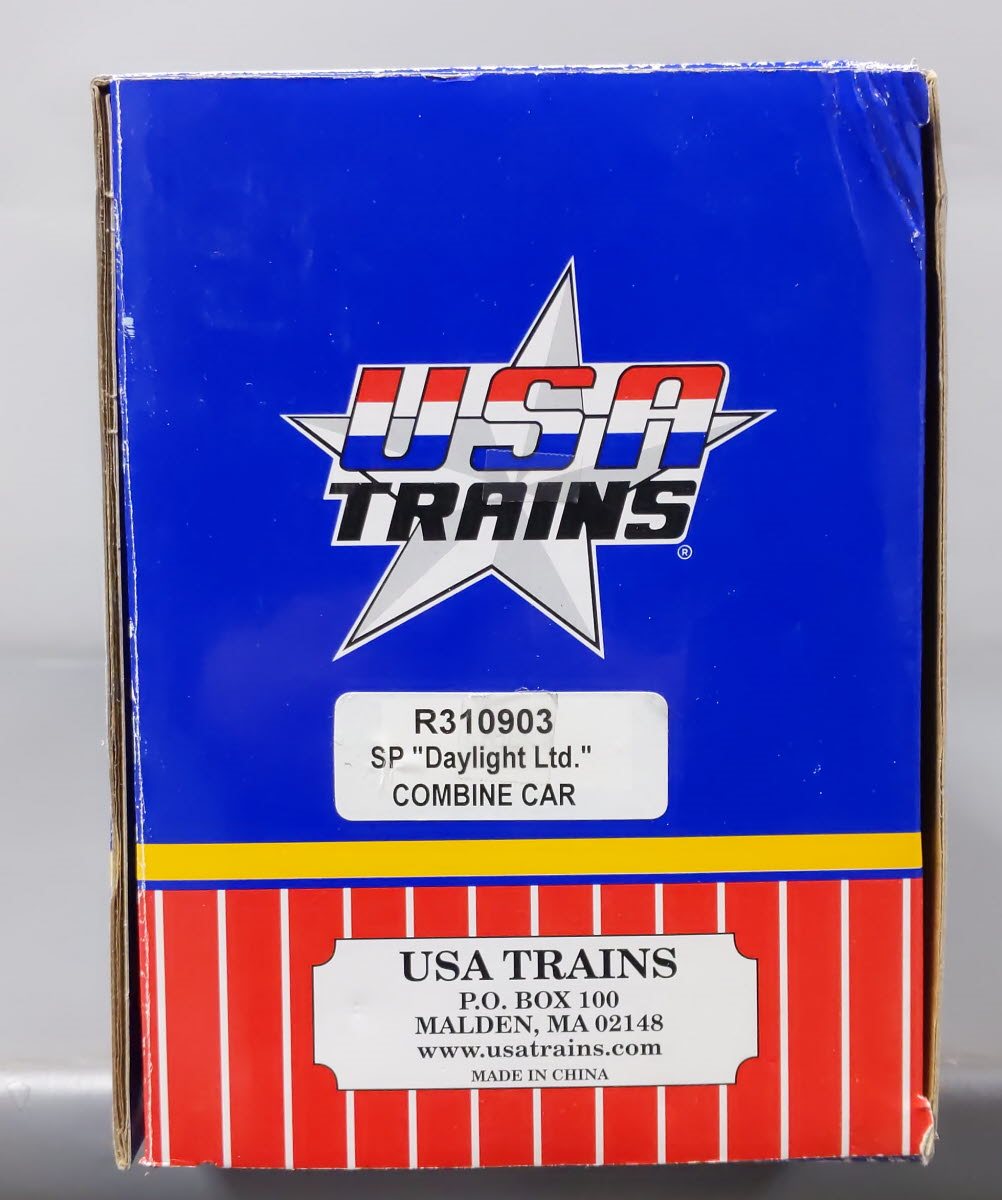 USA
TRAINS
®
R310903
SP "Daylight Ltd."
COMBINE CAR
USA TRAINS
P.O. BOX 100
MALDEN, MA 02148
www.usatrains.com
MADE IN CHINA